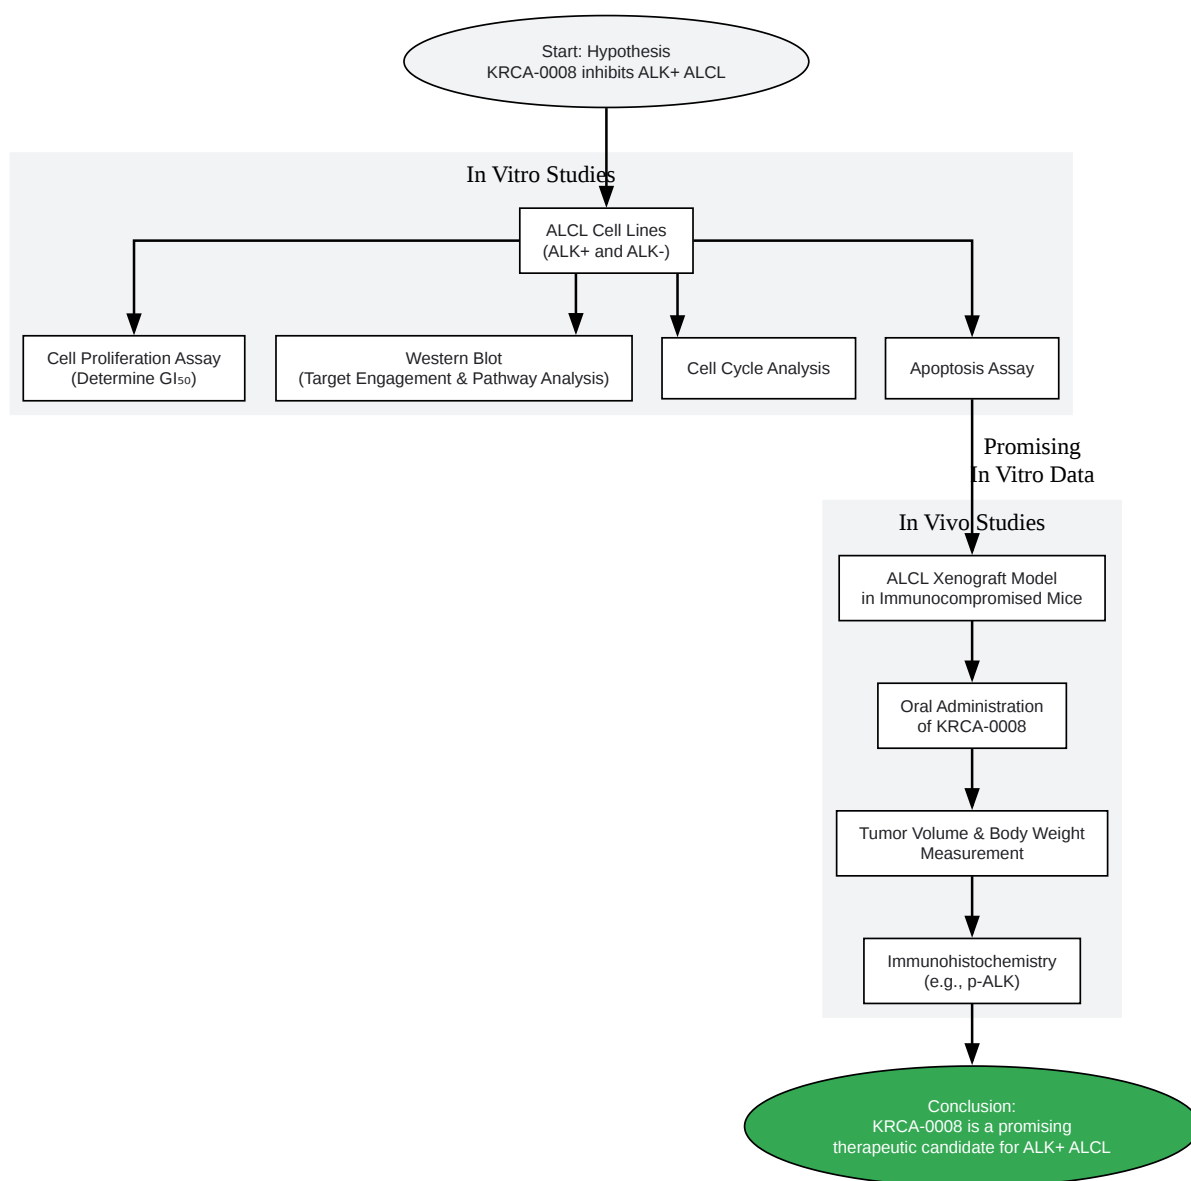 Start: Hypothesis
KRCA-0008 inhibits ALK+ ALCL
In Vitro Studies
ALCL Cell Lines
(ALK+ and ALK-)
Cell Proliferation Assay
(Determine GI₅₀)
Western Blot
(Target Engagement & Pathway Analysis)
Cell Cycle Analysis
Apoptosis Assay
Promising
In Vitro Data
In Vivo Studies
ALCL Xenograft Model
in Immunocompromised Mice
Oral Administration
of KRCA-0008
Tumor Volume & Body Weight
Measurement
Immunohistochemistry
(e.g., p-ALK)
Conclusion:
KRCA-0008 is a promising
therapeutic candidate for ALK+ ALCL